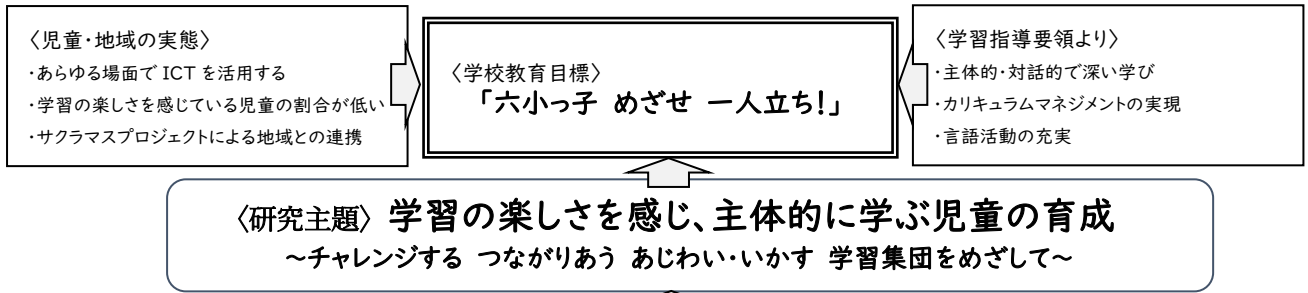 〈児童・地域の実態〉
・あらゆる場面で ICT を活用する
・学習の楽しさを感じている児童の割合が低い
・サクラマスプロジェクトによる地域との連携
〈学校教育目標〉
「六小っ子 めざせ 一人立ち!」
〈学習指導要領より〉
・主体的・対話的で深い学び
・カリキュラムマネジメントの実現
・言語活動の充実
〈研究主題〉 学習の楽しさを感じ、主体的に学ぶ児童の育成
~チャレンジする つながりあう あじわい・いかす 学習集団をめざして~